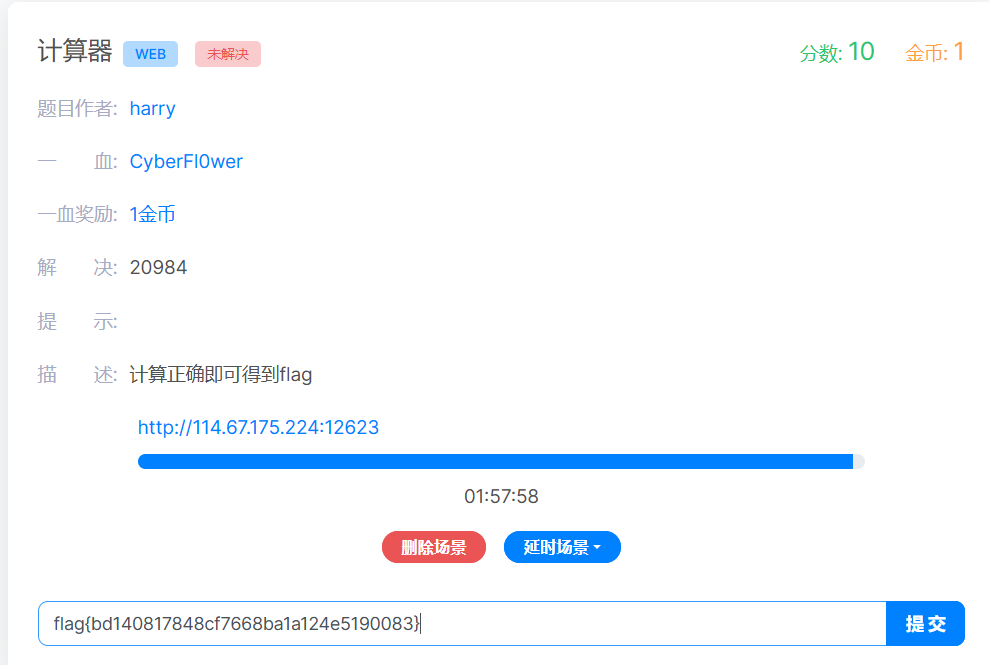 计算器 WEB 未解决 分数: 10 金币: 1
题目作者: harry
一 血: CyberFl0wer
一血奖励: 1金币
解 决: 20984
提 示:
描 述: 计算正确即可得到flag
http://114.67.175.224:12623
01:57:58
删除场景 延时场景
flag{bd140817848cf7668ba1a124e5190083} 提交